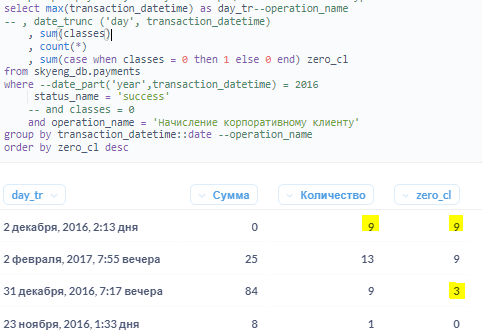 select max(transaction_datetime) as day_tr--operation_name
-- , date_trunc ('day', transaction_datetime)
, sum(classes)
, count(*)
, sum(case when classes = 0 then 1 else 0 end) zero_cl
from skyeng_db.payments
where --date_part('year',transaction_datetime) = 2016
status_name = 'success'
-- and classes = 0
and operation_name = 'Начисление корпоративному клиенту'
group by transaction_datetime::date --operation_name
order by zero_cl desc
day_tr Сумма Количество zero_cl
2 декабря, 2016, 2:13 дня 0 9 9
2 февраля, 2017, 7:55 вечера 25 13 9
31 декабря, 2016, 7:17 вечера 84 9 3
23 ноября, 2016, 1:33 дня 8 1 0